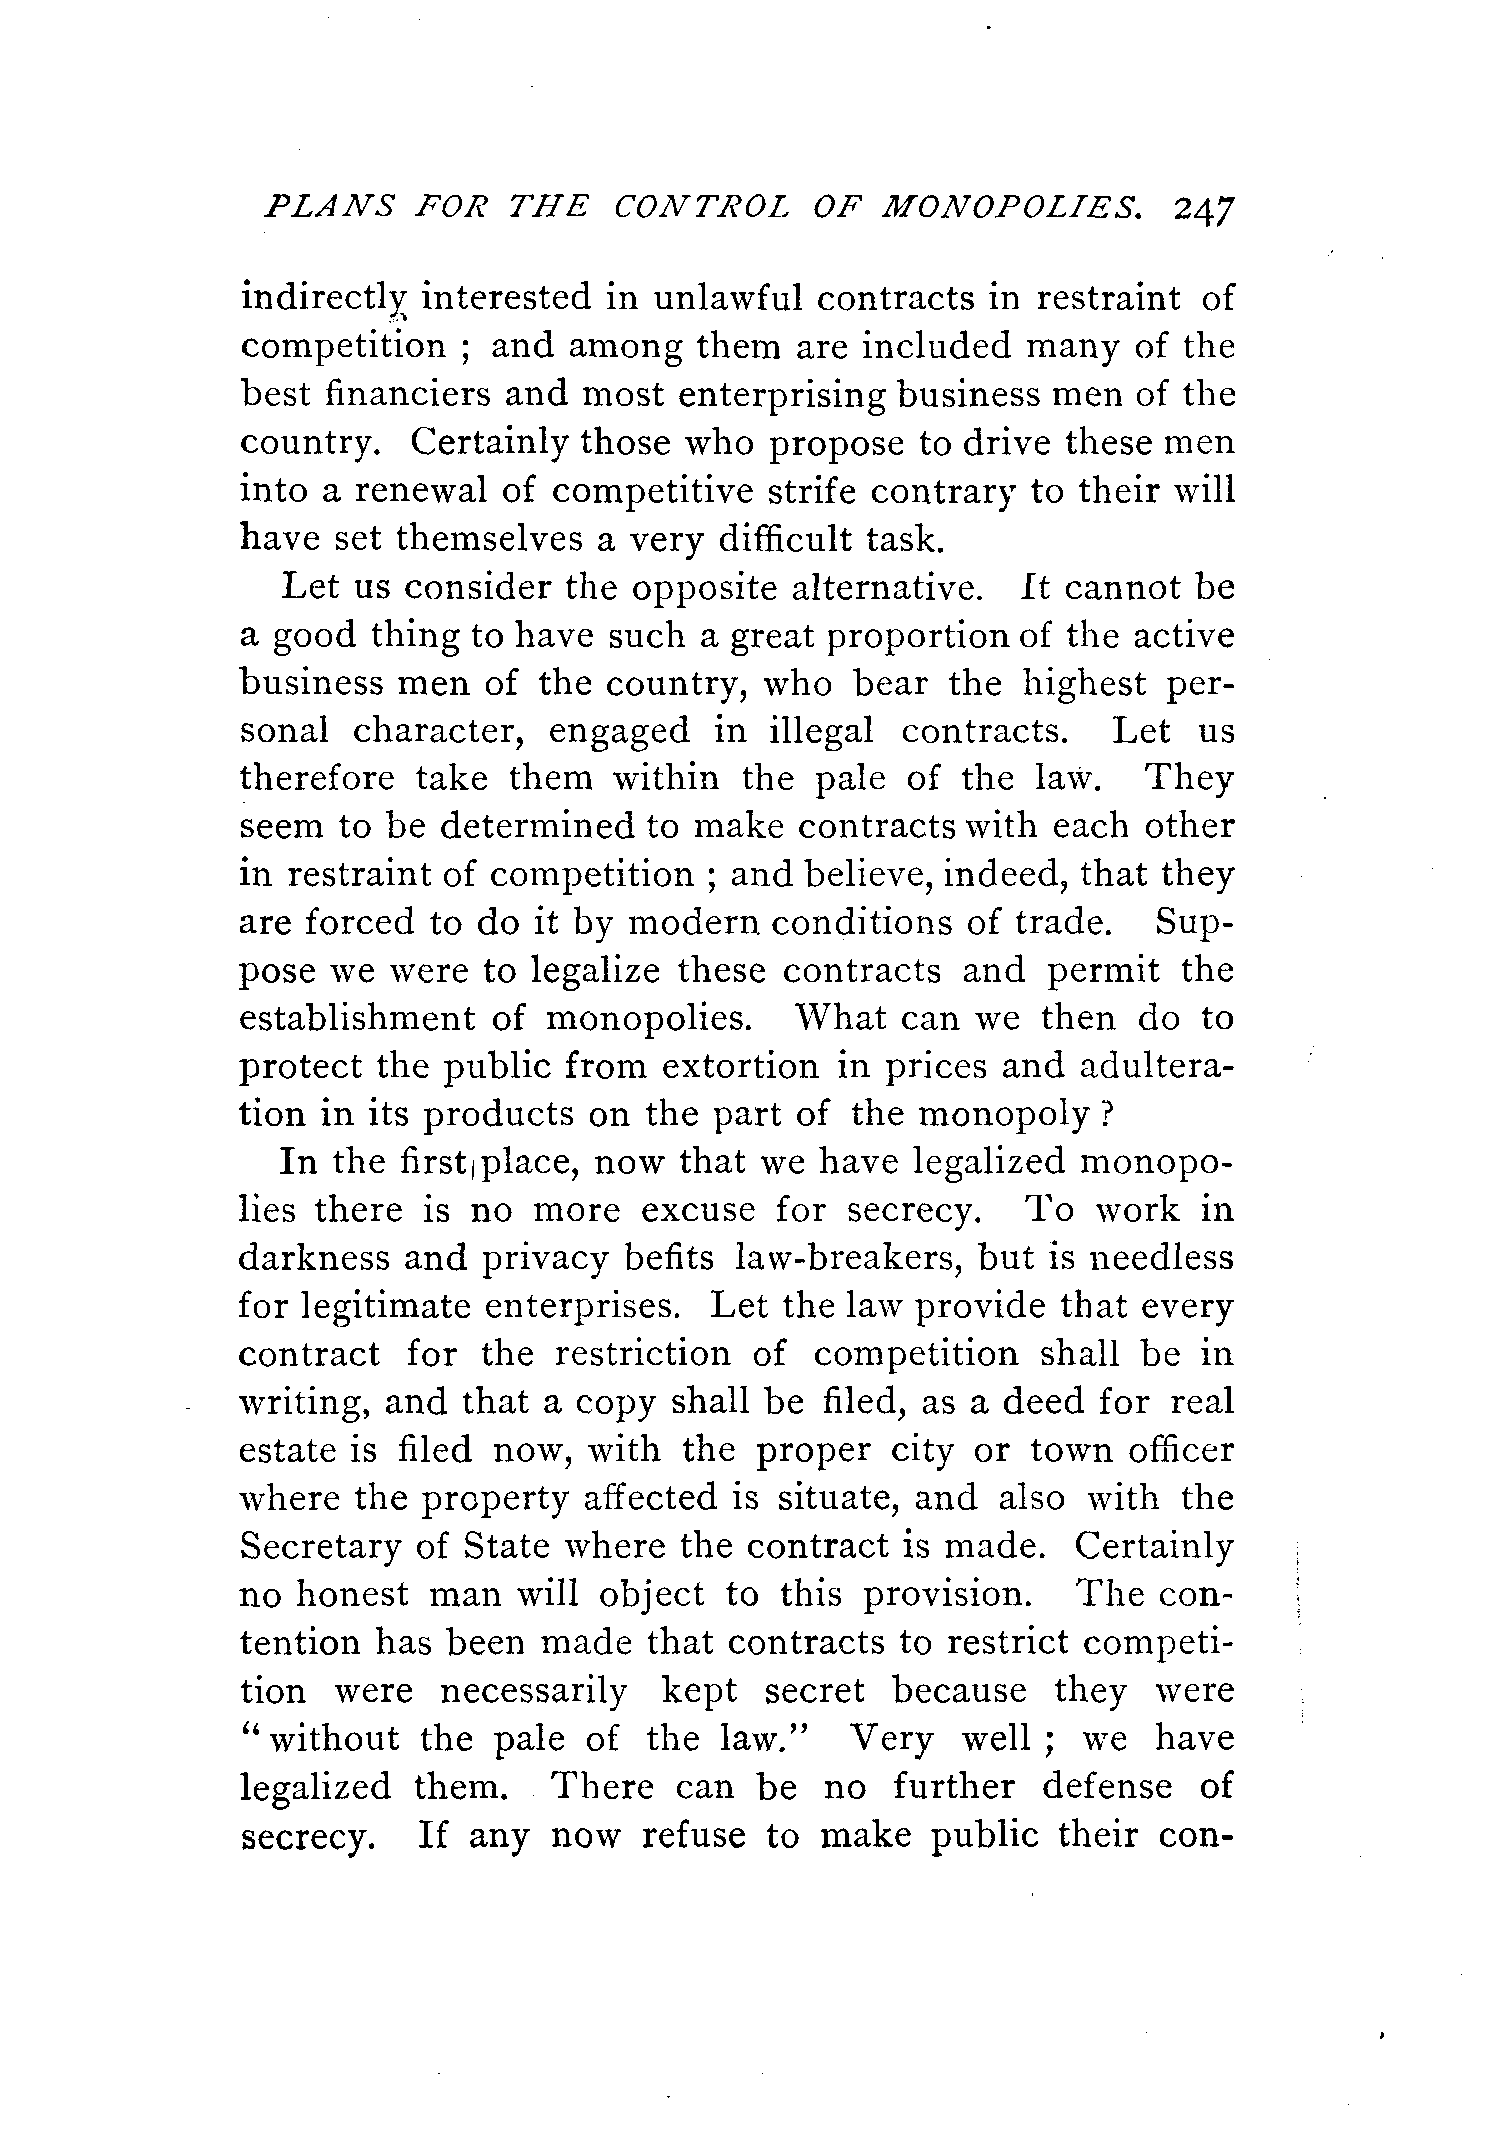 PLANS FOR THE CONTROL OF MONOPOLIES. 247
indirectly interested in unlawful contracts in restraint of
competition ; and among them are included many of the
best financiers and most enterprising business men of the
country. Certainly those who propose to drive these men
into a renewal of competitive strife contrary to their will
have set themselves a very difficult task.
Let us consider the opposite alternative. It cannot be
a good thing to have such a great proportion of the active
business men of the country, who bear the highest per-
sonal character, engaged in illegal contracts. Let us
therefore take them within the pale of the law. They
seem to be determined to make contracts with each other
in restraint of competition ; and believe, indeed, that they
are forced to do it by modern conditions of trade. Sup-
pose we were to legalize these contracts and permit the
establishment of monopolies. What can we then do to
protect the public from extortion in prices and adultera-
tion in its products on the part of the monopoly ?
In the first place, now that we have legalized monopo-
lies there is no more excuse for secrecy. To work in
darkness and privacy befits law-breakers, but is needless
for legitimate enterprises. Let the law provide that every
contract for the restriction of competition shall be in
writing, and that a copy shall be filed, as a deed for real
estate is filed now, with the proper city or town officer
where the property affected is situate, and also with the
Secretary of State where the contract is made. Certainly
no honest man will object to this provision. The con-
tention has been made that contracts to restrict competi-
tion were necessarily kept secret because they were
“ without the pale of the law.” Very well ; we have
legalized them. There can be no further defense of
secrecy. If any now refuse to make public their con-